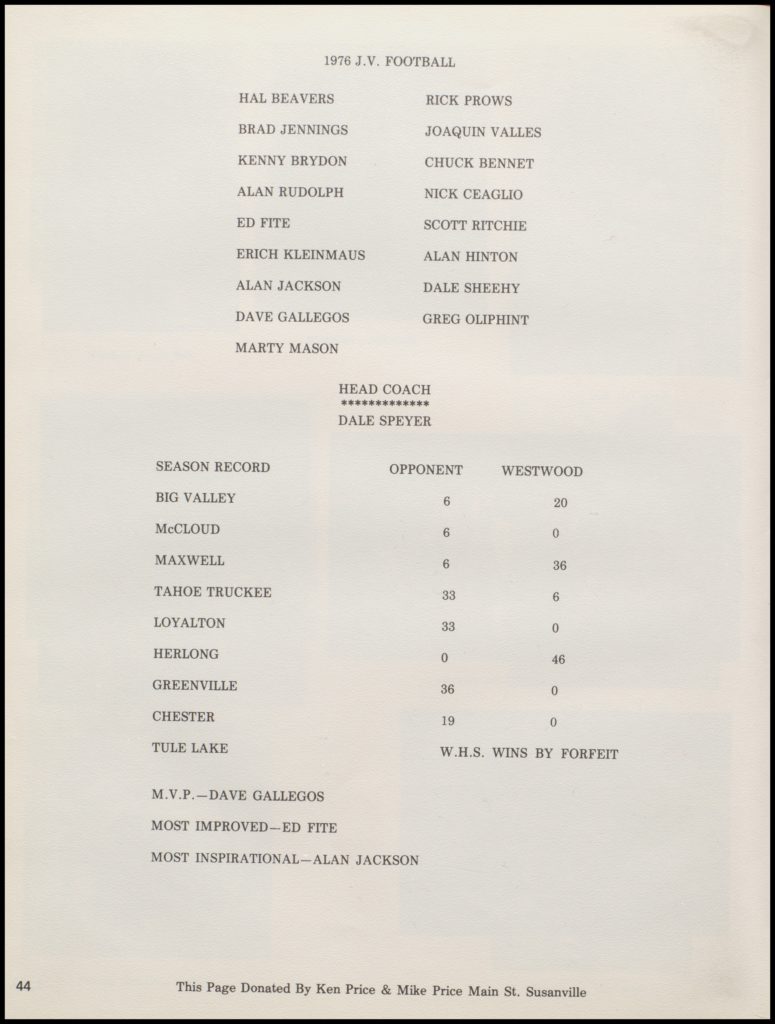 1976 J.V. FOOTBALL
HAL BEAVERS RICK PROWS
BRAD JENNINGS JOAQUIN VALLES
KENNY BRYDON CHUCK BENNET
ALAN RUDOLPH NICK CEAGLIO
ED FITE SCOTT RITCHIE
ERICH KLEINMAUS ALAN HINTON
ALAN JACKSON DALE SHEEHY
DAVE GALLEGOS GREG OLIPHINT
MARTY MASON
HEAD COACH
*************
DALE SPEYER
SEASON RECORD OPPONENT WESTWOOD
BIG VALLEY 6 20
McCLOUD 6 0
MAXWELL 6 36
TAHOE TRUCKEE 33 6
LOYALTON 33 0
HERLONG 0 46
GREENVILLE 36 0
CHESTER 19 0
TULE LAKE W.H.S. WINS BY FORFEIT
M.V.P.—DAVE GALLEGOS
MOST IMPROVED—ED FITE
MOST INSPIRATIONAL—ALAN JACKSON
44 This Page Donated By Ken Price & Mike Price Main St. Susanville